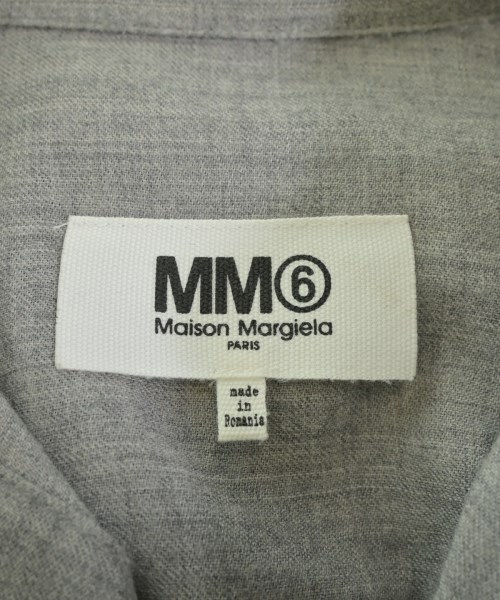 MM⑥
Maison Margiela
PARIS
made
in
Romania